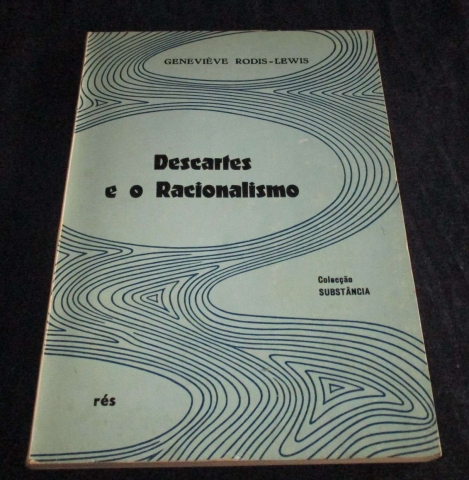 GENEVIÈVE RODIS-LEWIS
Descartes
e o Racionalismo
Colecção
SUBSTÂNCIA
rés